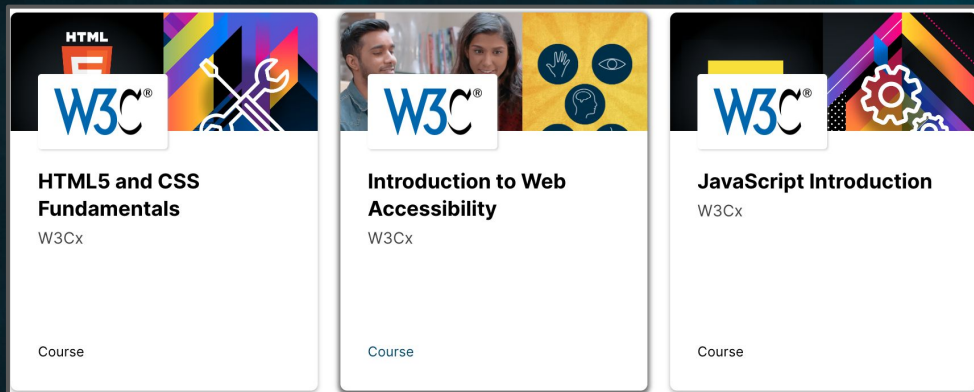 HTML
W3C®
HTML5 and CSS
Fundamentals
W3Cx
Course
W3C®
Introduction to Web
Accessibility
W3Cx
Course
W3C®
JavaScript Introduction
W3Cx
Course